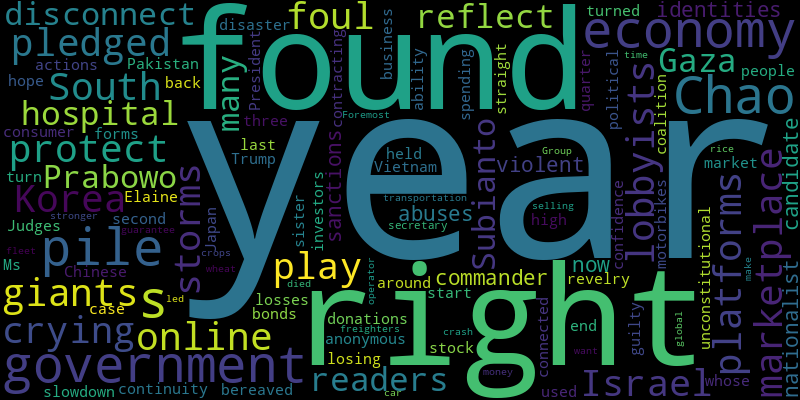 disconnect
disaster
foul
reflect
turned
identities
pledged
found
business
economy
actions
Pakistan
President
contracting
ability
spending
straight
quarter
political
time
Gaza
people
hope
South
back
many
Foremost
lobbyists
coalition
Chao
hospital
consumer
forms
three
year
protect
last
held
Group
rice
turn
Prabowo
Trump
Vietnam
violent
market
candidate
Korea
Elaine
storms
sanctions
Subianto
transportation
selling
platforms
marketplace
stronger
second
Japan
sister
investors
abuses
high
confidence
motorbikes
Judges
guarantee
secretary
unconstitutional
nationalist
fleet
crops
pile
Ms
Chinese
wheat
play
around
commander
now
revelry
giants
s
died
operator
start
right
global
make
case
led
losses
bonds
donations
end
connected
guilty
crying
online
freighters
anonymous
stock
crash
government
losing
readers
money
want
Israel
whose
slowdown
continuity
bereaved
car
used